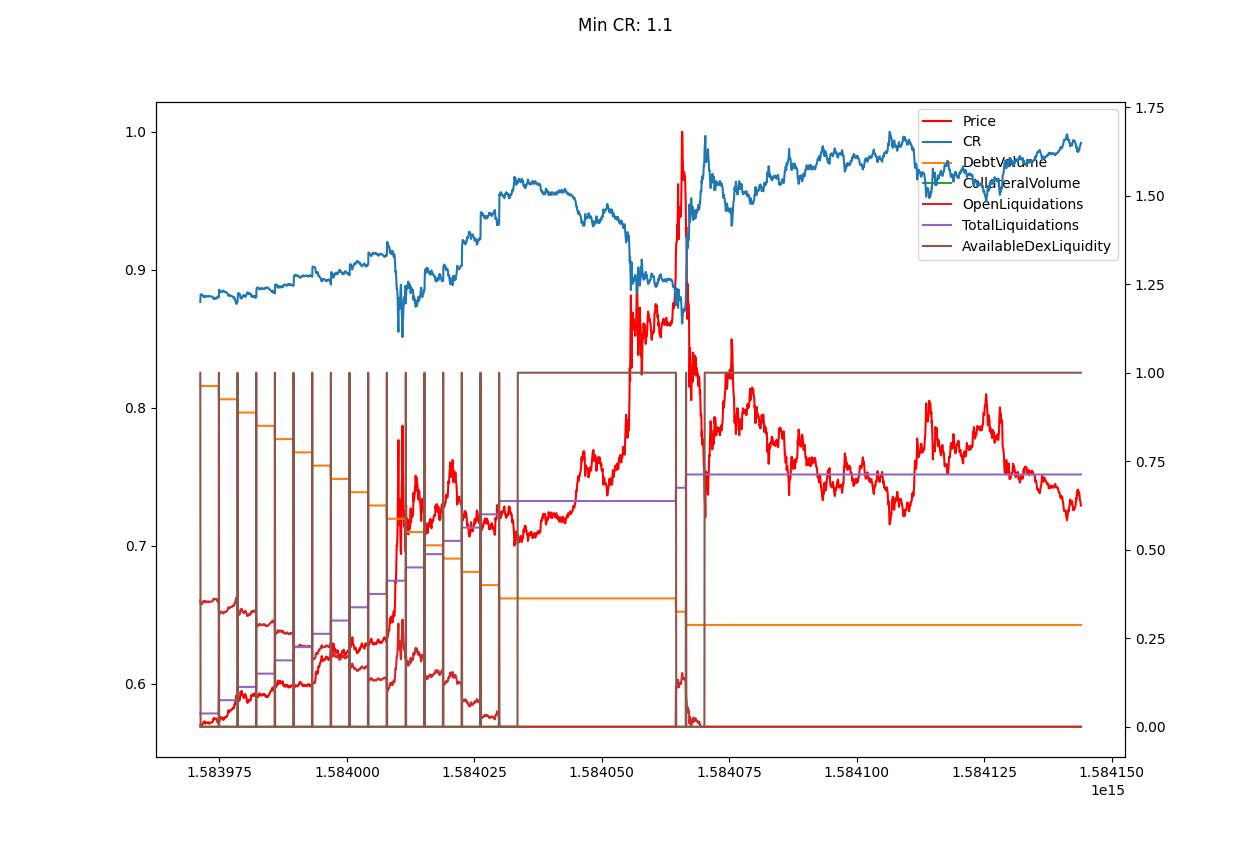 Min CR: 1.1
1.0
0.9
0.8
0.7
0.6
1.75
1.50
1.25
1.00
0.75
0.50
0.25
0.00
Price
CR
DebtVolume
CollateralVolume
OpenLiquidations
TotalLiquidations
AvailableDexLiquidity
1.583975 1.584000 1.584025 1.584050 1.584075 1.584100 1.584125 1.584150
1e15